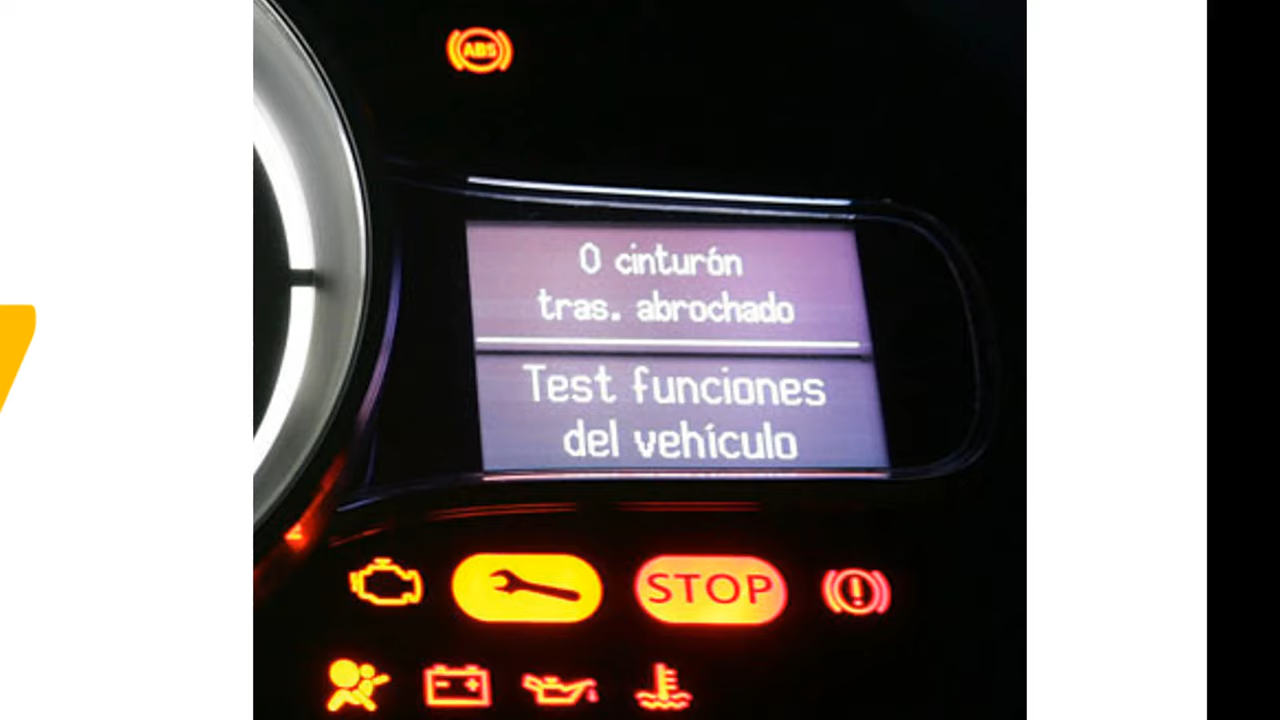 ABS
0 cinturón
tras. abrochado
Test funciones
del vehículo
STOP